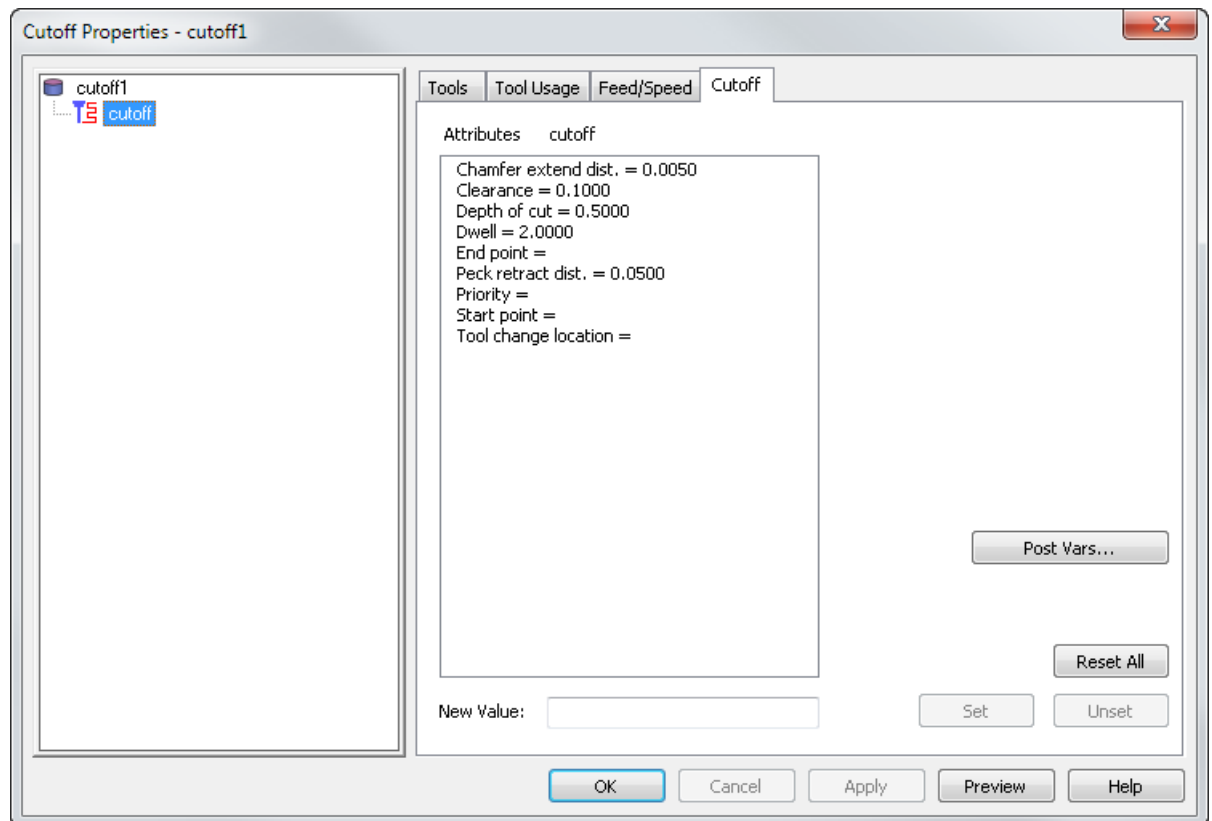 Cutoff Properties - cutoff1
cutoff1
cutoff
Tools Tool Usage Feed/Speed Cutoff
Attributes cutoff
Chamfer extend dist. = 0.0050
Clearance = 0.1000
Depth of cut = 0.5000
Dwell = 2.0000
End point =
Peck retract dist. = 0.0500
Priority =
Start point =
Tool change location =
Post Vars...
Reset All
New Value: Set Unset
OK Cancel Apply Preview Help